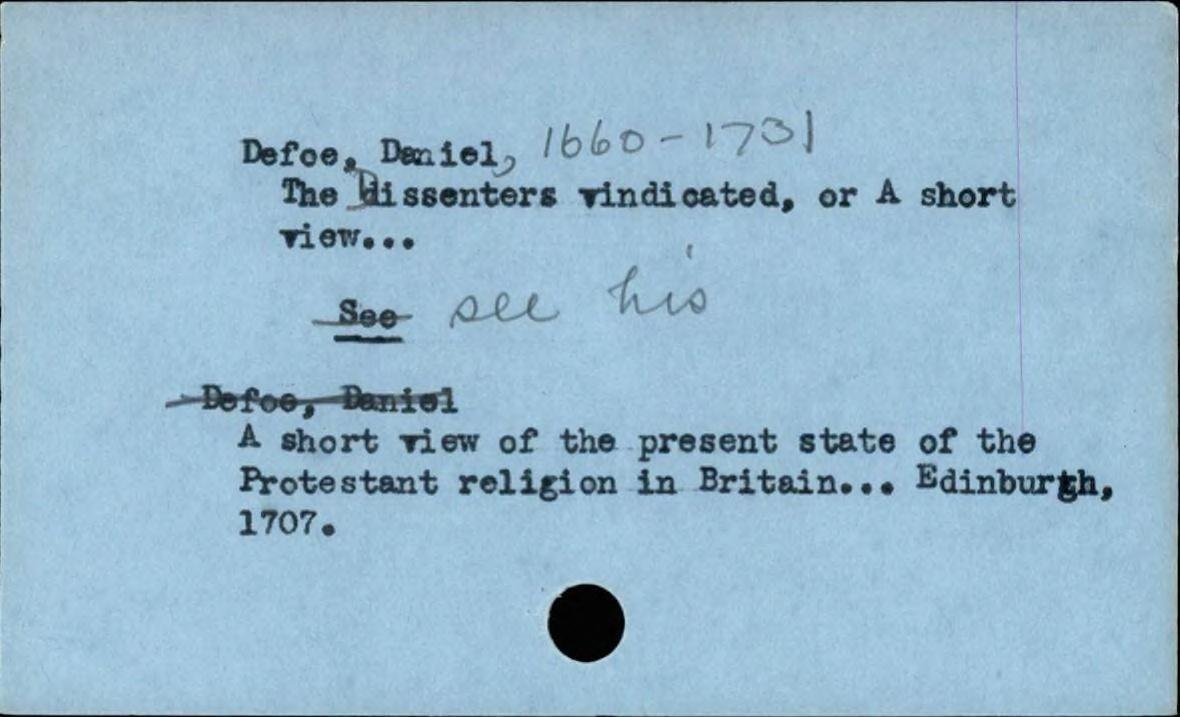 Defoe, Daniel, 1660-1731
The Dissenters vindicated, or A short
view...
See see his
Defoe, Daniel
A short view of the present state of the
Protestant religion in Britain... Edinburgh,
1707.